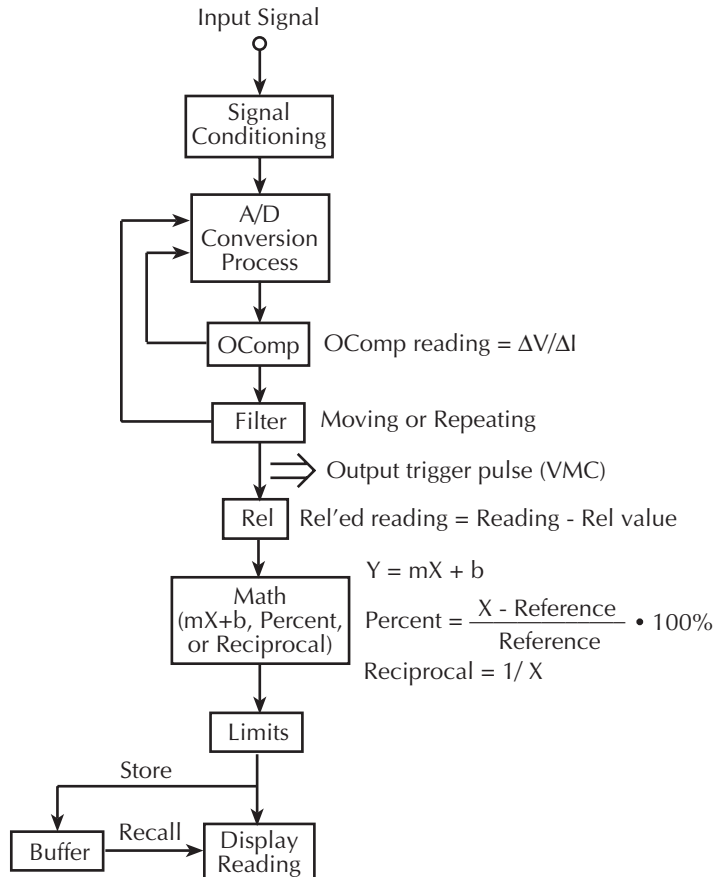 Input Signal
Signal
Conditioning
A/D
Conversion
Process
OComp
OComp reading = ΔV/ΔI
Filter
Moving or Repeating
Output trigger pulse (VMC)
Rel
Rel’ed reading = Reading - Rel value
Math
(mX+b, Percent,
or Reciprocal)
Y = mX + b
Percent = X - Reference / Reference • 100%
Reciprocal = 1/ X
Limits
Store
Buffer
Recall
Display
Reading